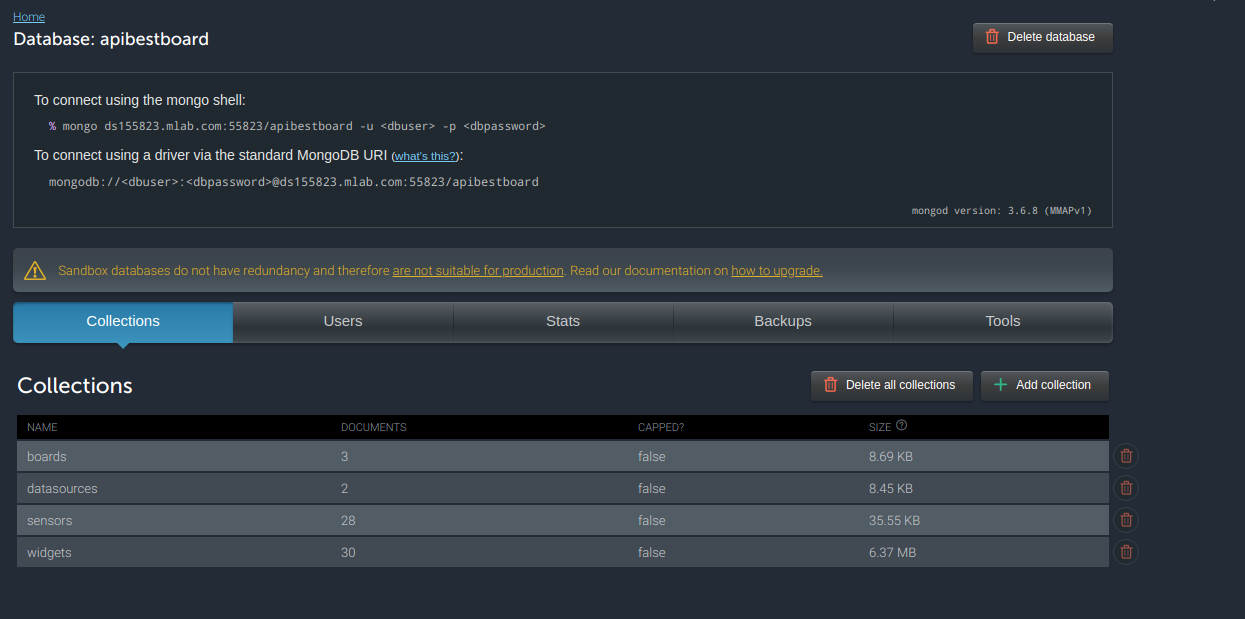 Home
Database: apibestboard
Delete database
To connect using the mongo shell:
% mongo ds155823.mlab.com:55823/apibestboard -u <dbuser> -p <dbpassword>
To connect using a driver via the standard MongoDB URI (what's this?):
mongodb://<dbuser>:<dbpassword>@ds155823.mlab.com:55823/apibestboard
mongod version: 3.6.8 (MMAPv1)
Sandbox databases do not have redundancy and therefore are not suitable for production. Read our documentation on how to upgrade.
Collections Users Stats Backups Tools
Collections
Delete all collections
Add collection
NAME DOCUMENTS CAPPED? SIZE ?
boards 3 false 8.69 KB
datasources 2 false 8.45 KB
sensors 28 false 35.55 KB
widgets 30 false 6.37 MB